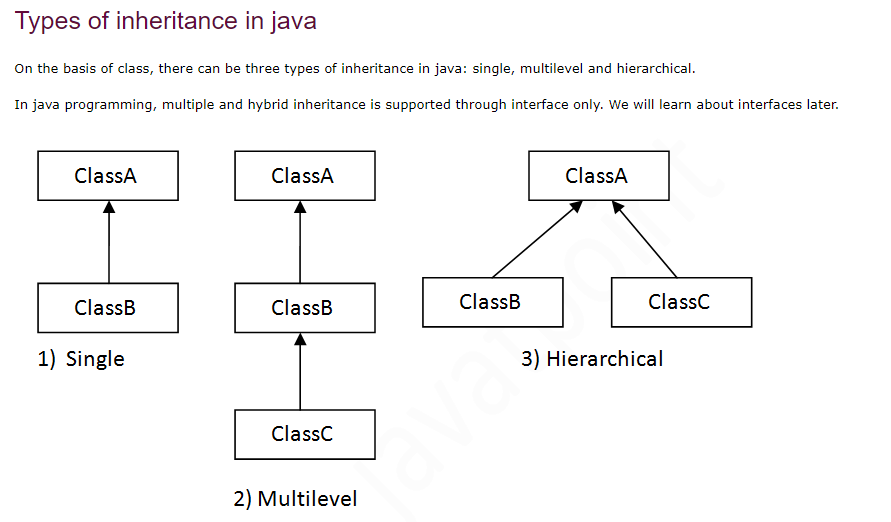 Types of inheritance in java
On the basis of class, there can be three types of inheritance in java: single, multilevel and hierarchical.
In java programming, multiple and hybrid inheritance is supported through interface only. We will learn about interfaces later.
ClassA
ClassB
1) Single
ClassA
ClassB
ClassC
2) Multilevel
ClassA
ClassB
ClassC
3) Hierarchical